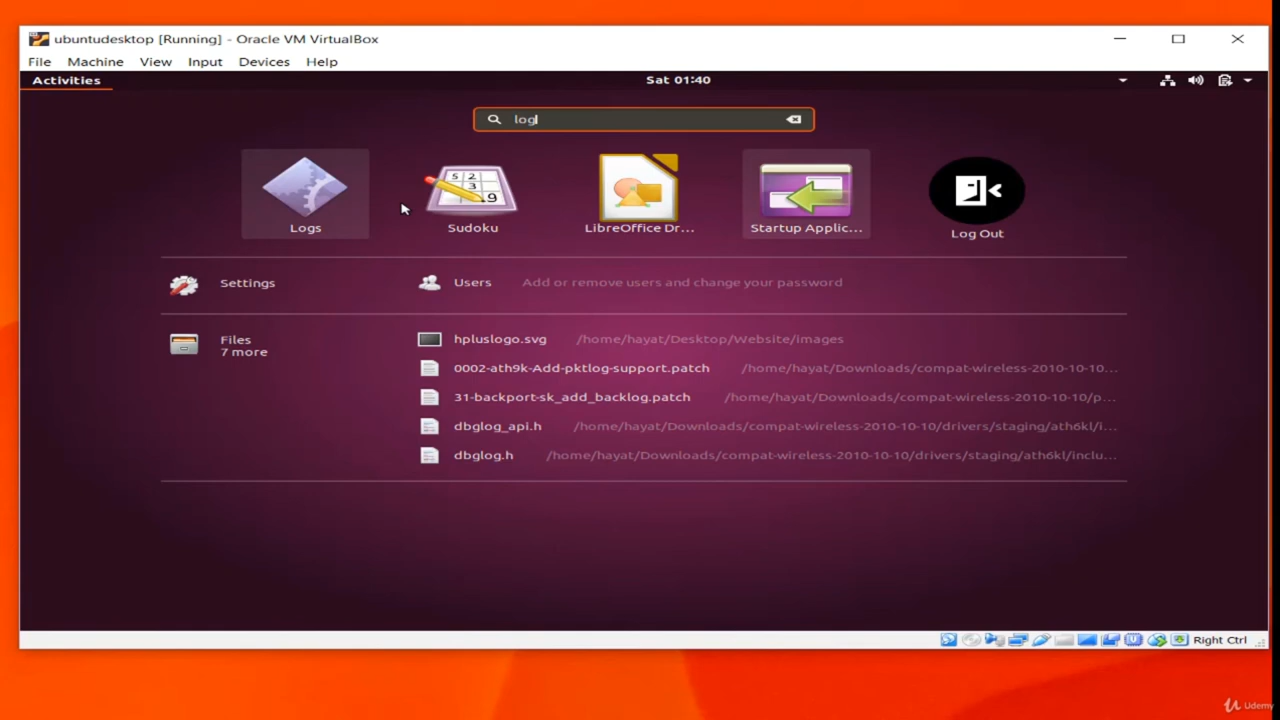 ubuntudesktop [Running] - Oracle VM VirtualBox
File Machine View Input Devices Help
Activities Sat 01:40
log
Logs Sudoku LibreOffice Dr... Startup Applic... Log Out
5 2 3 9
Settings Users Add or remove users and change your password
Files
7 more
hpluslogo.svg /home/hayat/Desktop/Website/images
0002-ath9k-Add-pktlog-support.patch /home/hayat/Downloads/compat-wireless-2010-10-10...
31-backport-sk_add_backlog.patch /home/hayat/Downloads/compat-wireless-2010-10-10/p...
dbglog_api.h /home/hayat/Downloads/compat-wireless-2010-10-10/drivers/staging/ath6kl/i...
dbglog.h /home/hayat/Downloads/compat-wireless-2010-10-10/drivers/staging/ath6kl/inclu...
Right Ctrl
Udemy